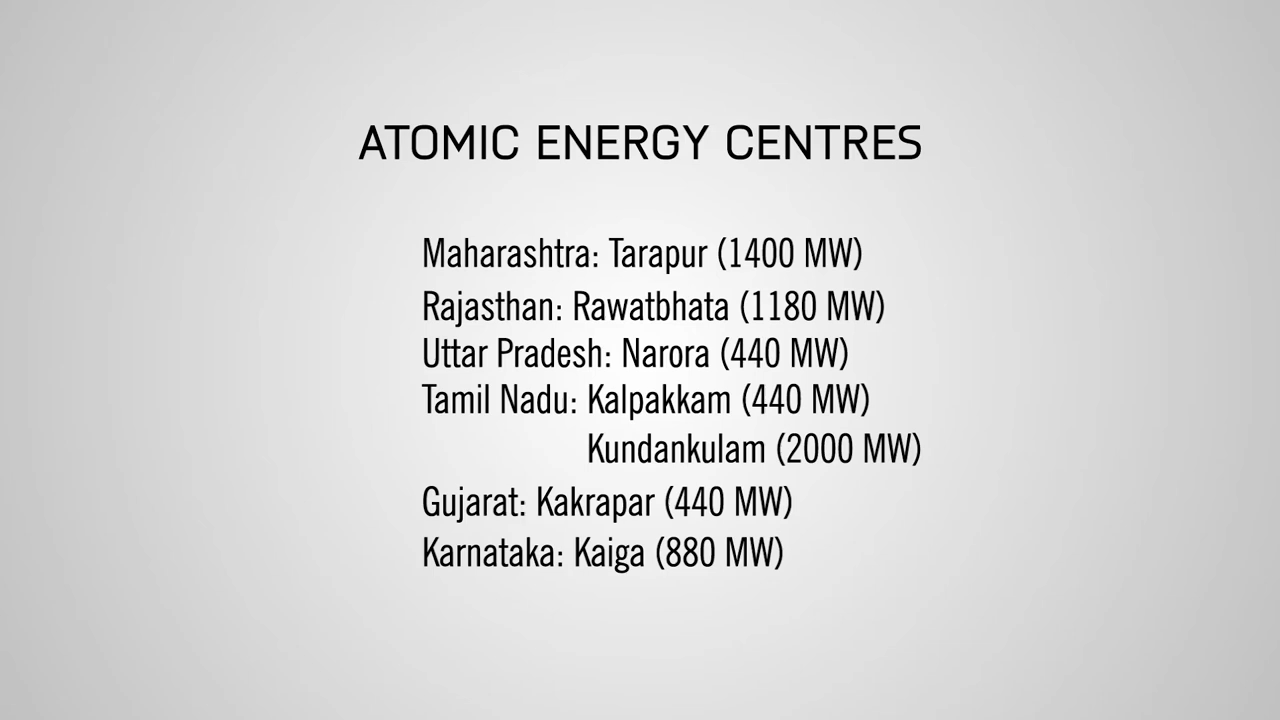 ATOMIC ENERGY CENTRES
Maharashtra: Tarapur (1400 MW)
Rajasthan: Rawatbhata (1180 MW)
Uttar Pradesh: Narora (440 MW)
Tamil Nadu: Kalpakkam (440 MW)
Kundankulam (2000 MW)
Gujarat: Kakrapar (440 MW)
Karnataka: Kaiga (880 MW)